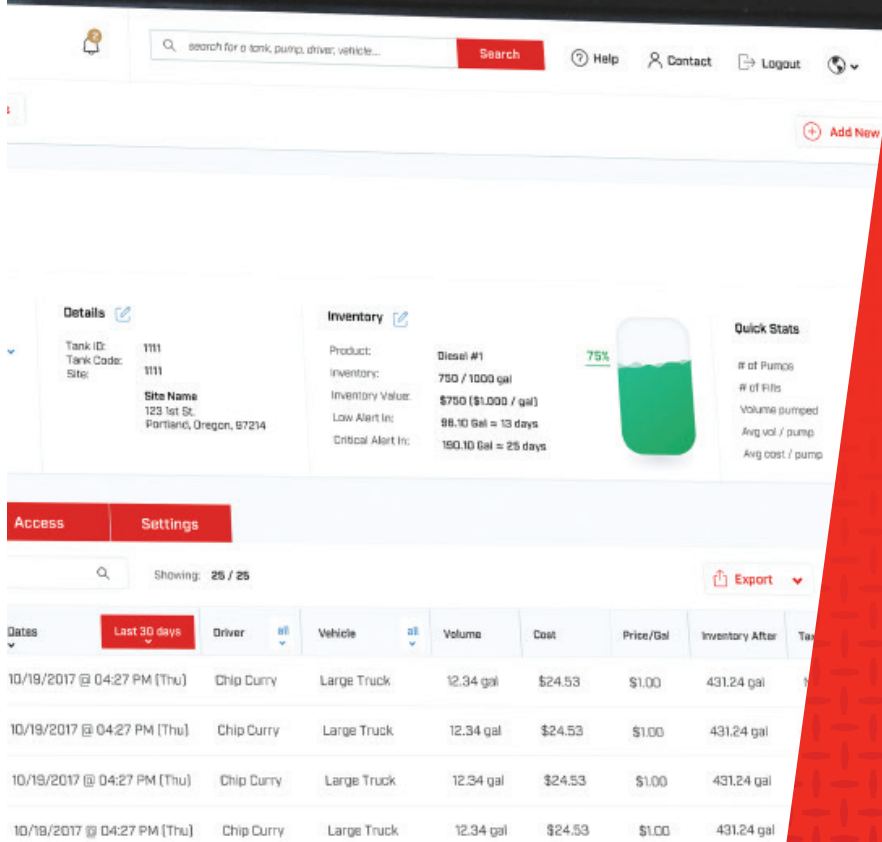 2
search for a tank, pump, driver, vehicle...
Search
Help
Contact
Logout
Add New
Details
Tank ID: 1111
Tank Code: 1111
Site:
Site Name
123 1st St.
Portland, Oregon, 97214
Inventory
Product: Diesel #1
Inventory: 750 / 1000 gal
Inventory Value: $750 ($1.000 / gal)
Low Alert In: 98.10 Gal = 13 days
Critical Alert In: 190.10 Gal = 25 days
75%
Quick Stats
# of Pumps
# of Fills
Volume pumped
Avg vol / pump
Avg cost / pump
Access Settings
Showing: 25 / 25
Export
Dates Last 30 days Driver all Vehicle all Volume Cost Price/Gal Inventory After
10/19/2017 @ 04:27 PM (Thu) Chip Curry Large Truck 12.34 gal $24.53 $1.00 431.24 gal
10/19/2017 @ 04:27 PM (Thu) Chip Curry Large Truck 12.34 gal $24.53 $1.00 431.24 gal
10/19/2017 @ 04:27 PM (Thu) Chip Curry Large Truck 12.34 gal $24.53 $1.00 431.24 gal
10/19/2017 @ 04:27 PM (Thu) Chip Curry Large Truck 12.34 gal $24.53 $1.00 431.24 gal